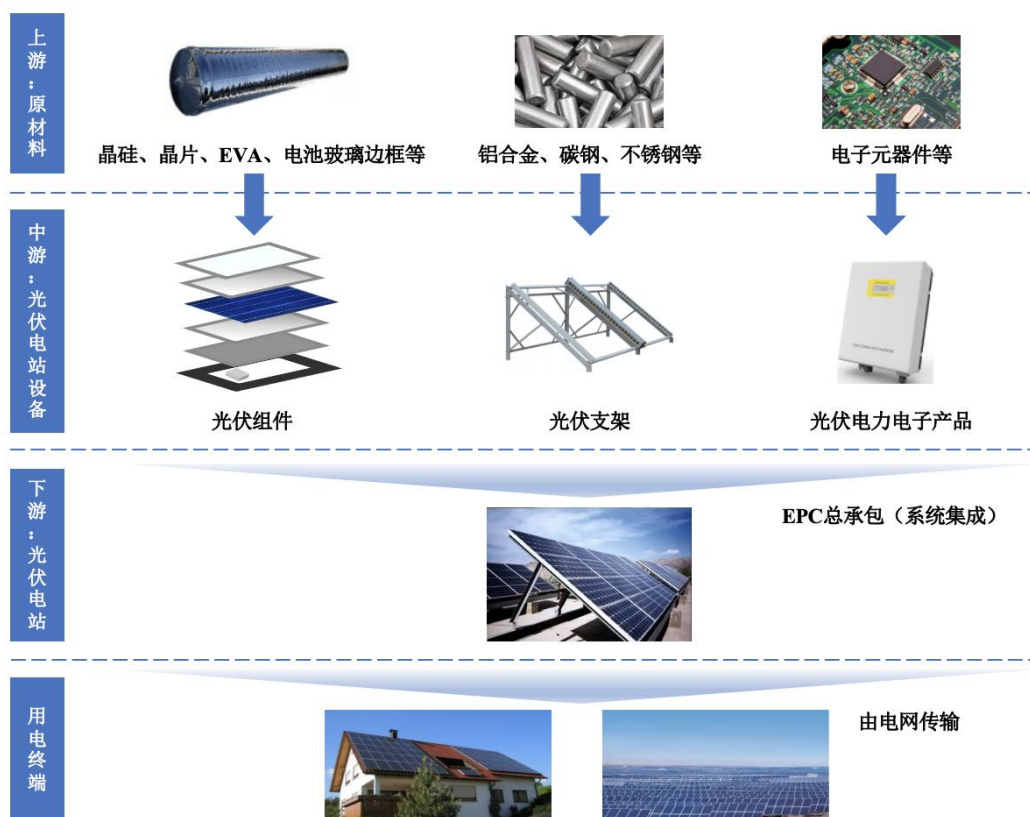 上游：原材料
晶硅、晶片、EVA、电池玻璃边框等
铝合金、碳钢、不锈钢等
电子元器件等
中游：光伏电站设备
光伏组件
光伏支架
光伏电力电子产品
下游：光伏电站
EPC总承包（系统集成）
用电终端
由电网传输